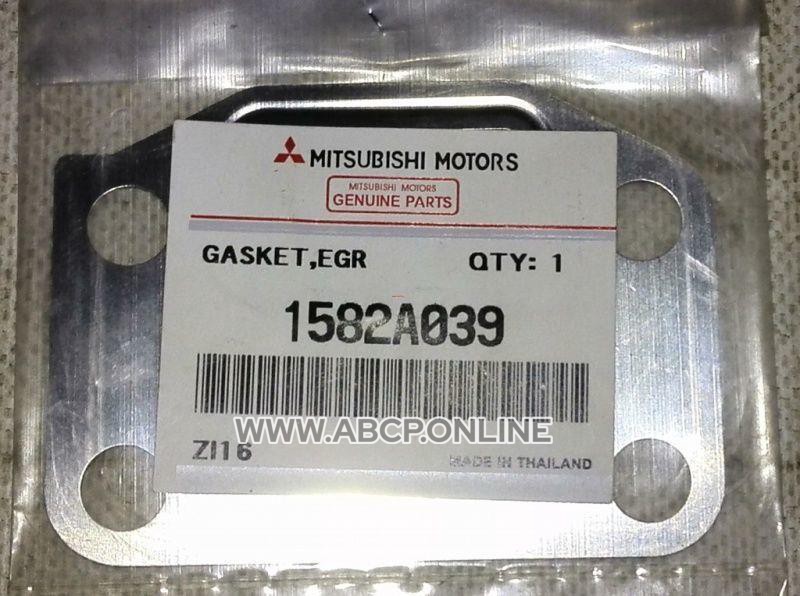 MITSUBISHI MOTORS
MITSUBISHI MOTORS
GENUINE PARTS
GASKET,EGR QTY: 1
1582A039
WWW.ABCP.ONLINE
ZI16 MADE IN THAILAND